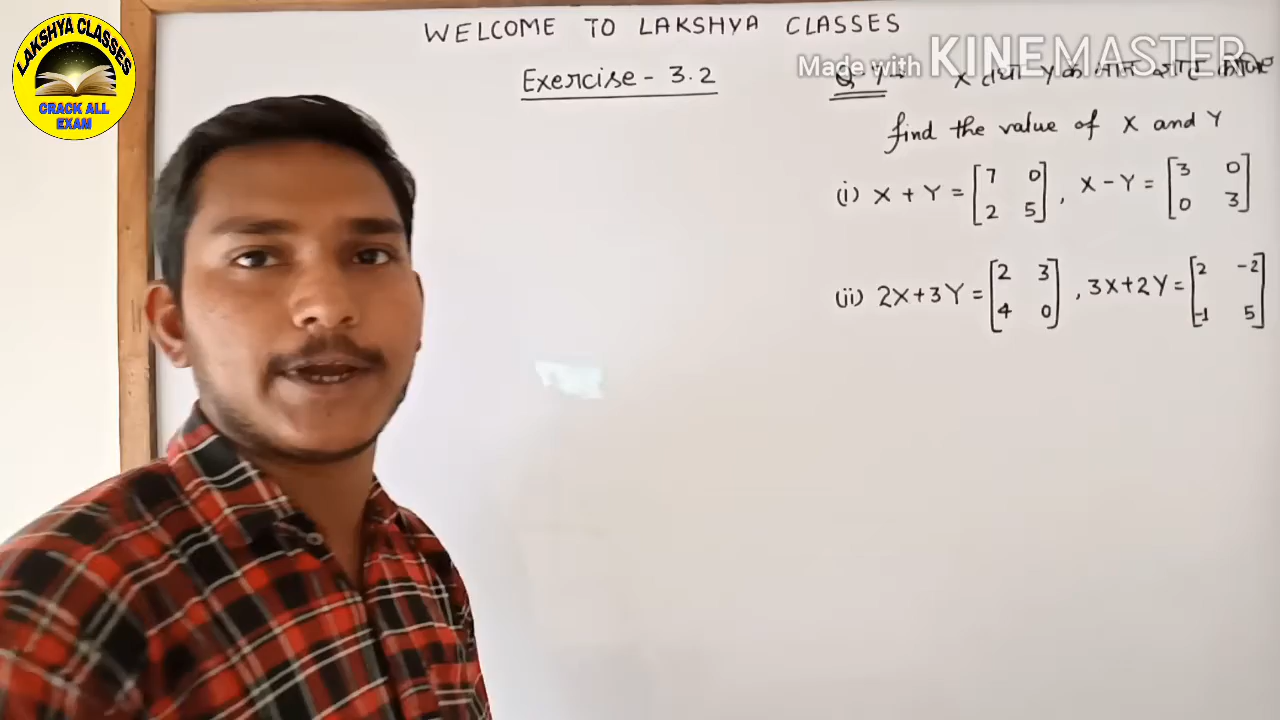 LAKSHYA CLASSES
CRACK ALL
EXAM
WELCOME TO LAKSHYA CLASSES
Made with KINEMASTER
Exercise - 3.2
X तथा Y के मान ज्ञात
find the value of X and Y
(i) X + Y = [7 0 , X - Y = [3 0
2 5] 0 3]
(ii) 2X+3Y = [2 3 , 3X+2Y = [2 -2
4 0] -1 5]